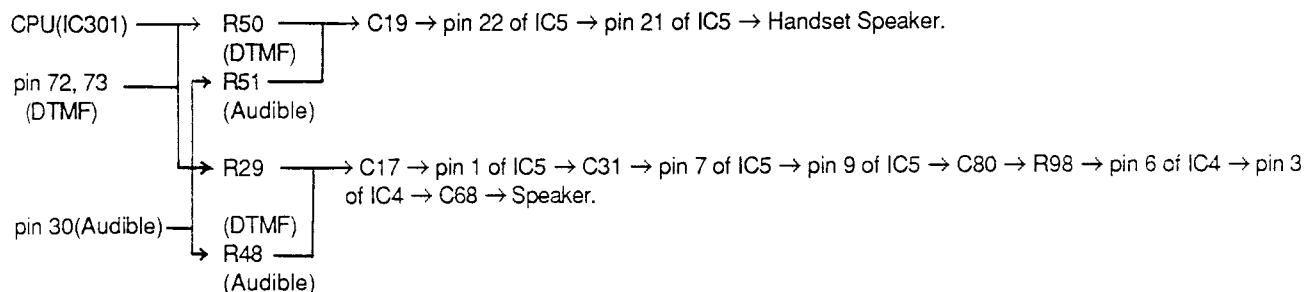 CPU(IC301) → R50 → C19 → pin 22 of IC5 → pin 21 of IC5 → Handset Speaker.
(DTMF)
pin 72, 73 → R51
(DTMF) (Audible)
→ R29 → C17 → pin 1 of IC5 → C31 → pin 7 of IC5 → pin 9 of IC5 → C80 → R98 → pin 6 of IC4 → pin 3
of IC4 → C68 → Speaker.
pin 30(Audible) (DTMF)
→ R48
(Audible)